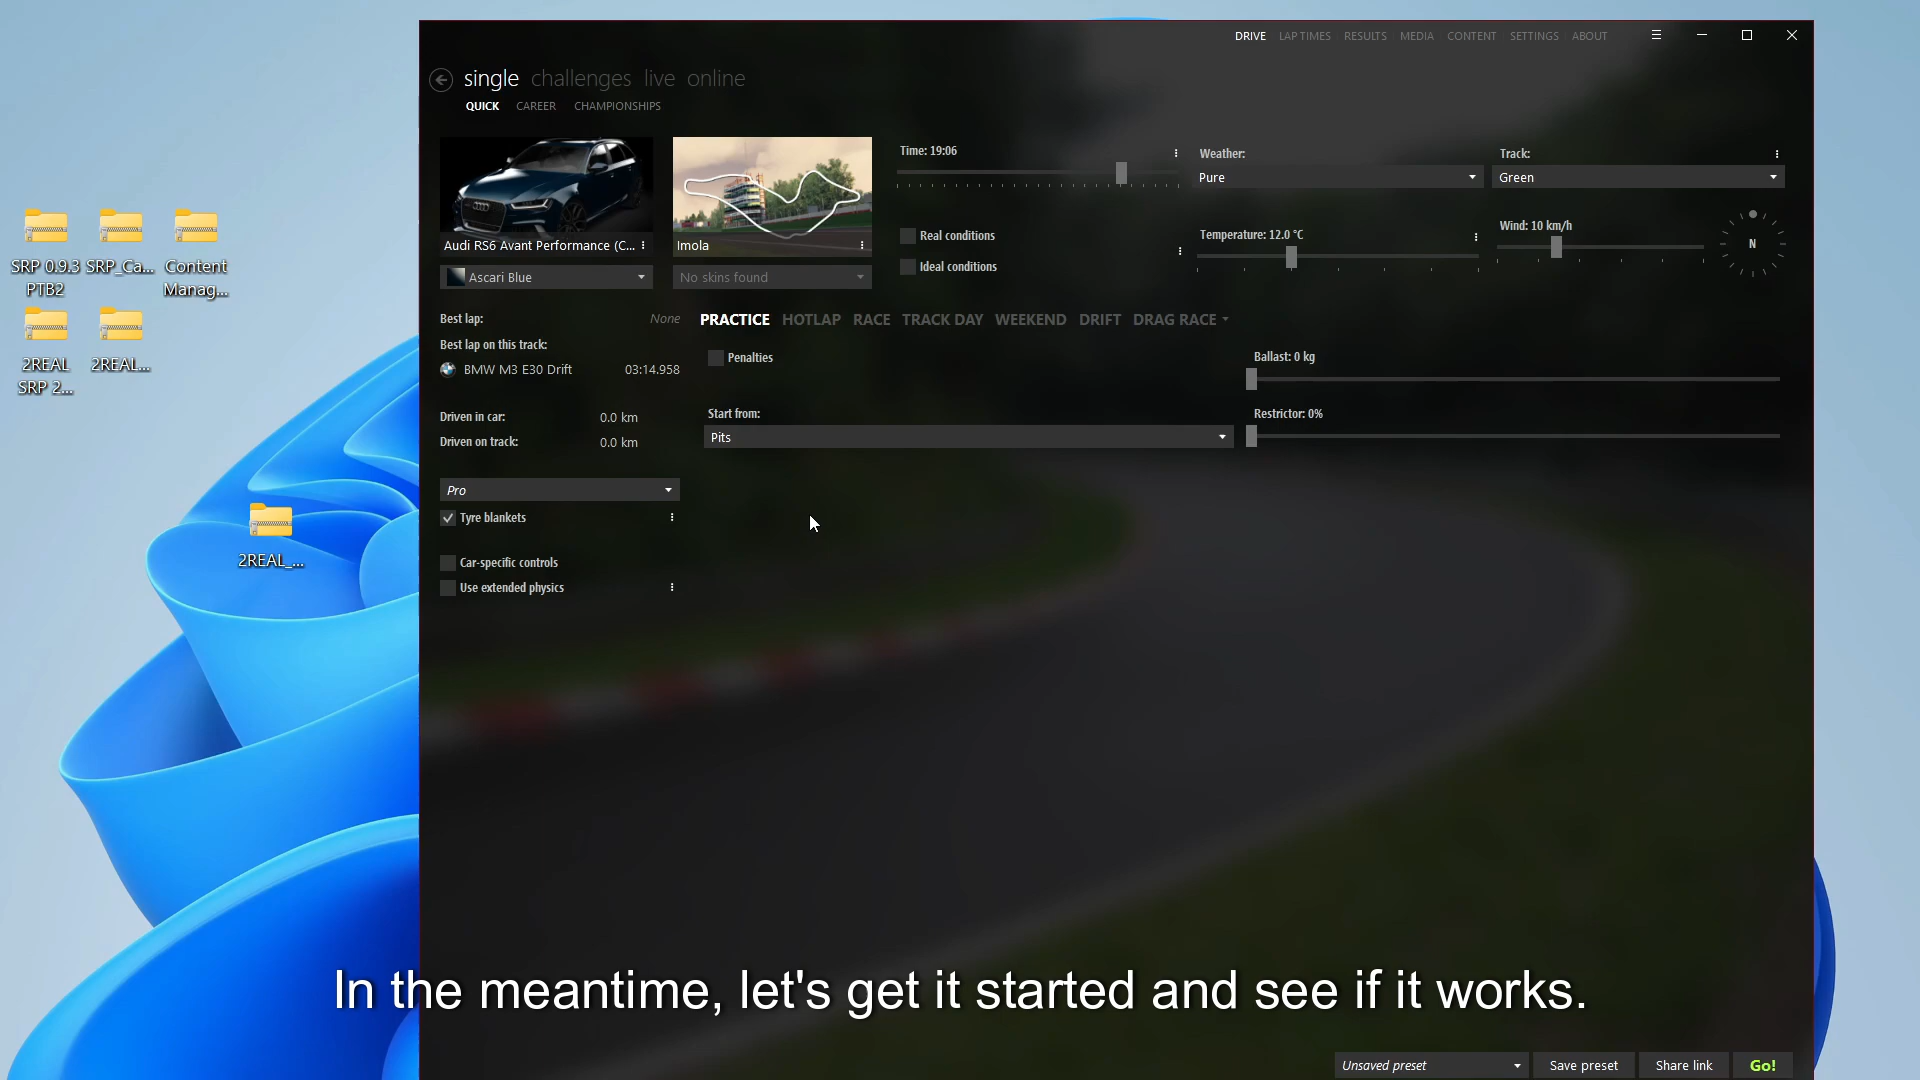 DRIVE LAP TIMES RESULTS MEDIA CONTENT SETTINGS ABOUT
single challenges live online
QUICK CAREER CHAMPIONSHIPS
Audi RS6 Avant Performance (C...
Ascari Blue
Imola
No skins found
Time: 19:06
Real conditions
Ideal conditions
Weather:
Pure
Temperature: 12.0 °C
Track:
Green
Wind: 10 km/h
N
Best lap: None
Best lap on this track:
BMW M3 E30 Drift 03:14.958
Driven in car: 0.0 km
Driven on track: 0.0 km
Pro
Tyre blankets
Car-specific controls
Use extended physics
PRACTICE HOTLAP RACE TRACK DAY WEEKEND DRIFT DRAG RACE
Penalties
Start from:
Pits
Ballast: 0 kg
Restrictor: 0%
SRP 0.9.3
PTB2
SRP_Ca...
Content
Manag...
2REAL
SRP 2...
2REAL...
2REAL_...
In the meantime, let's get it started and see if it works.
Unsaved preset Save preset Share link Go!